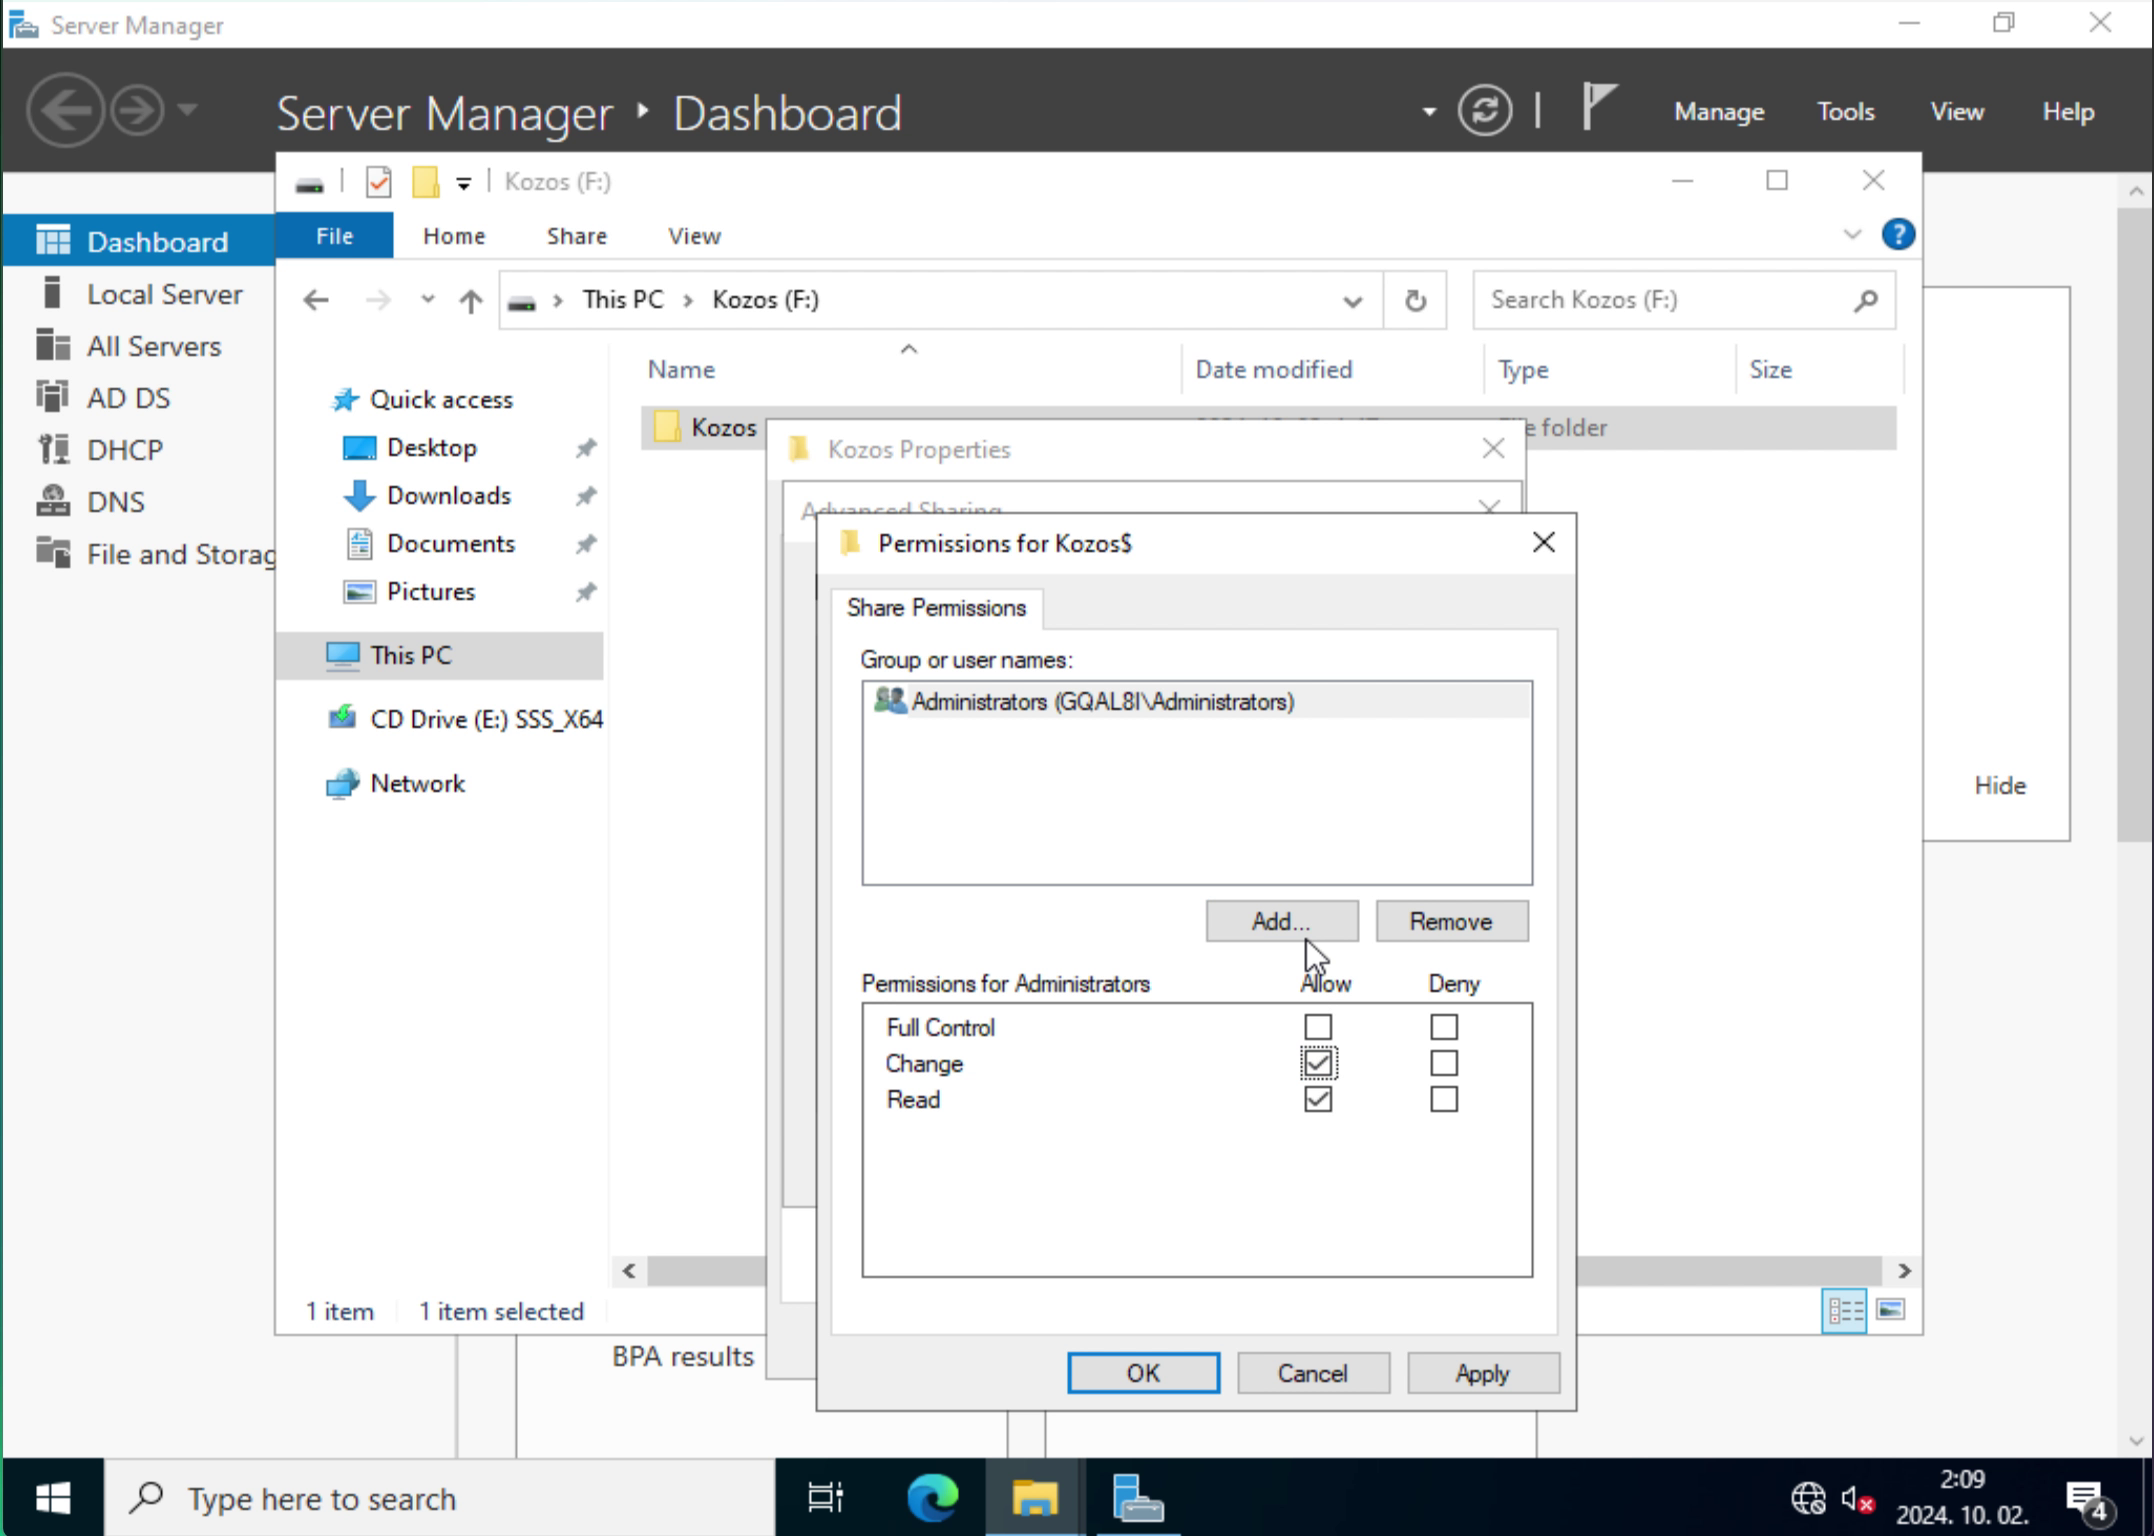 Server Manager
Server Manager Dashboard
Manage Tools View Help
Kozos (F:)
File Home Share View
This PC Kozos (F:)
Search Kozos (F:)
Dashboard
Local Server
All Servers
AD DS
DHCP
DNS
File and Storag
Quick access
Desktop
Downloads
Documents
Pictures
This PC
CD Drive (E:) SSS_X64
Network
Name Date modified Type Size
Kozos folder
Kozos Properties
Advanced Sharing
Permissions for Kozos$
Share Permissions
Group or user names:
Administrators (GQAL8I\Administrators)
Add... Remove
Permissions for Administrators Allow Deny
Full Control
Change
Read
OK Cancel Apply
Hide
1 item 1 item selected
BPA results
Type here to search
2:09
2024. 10. 02.
4